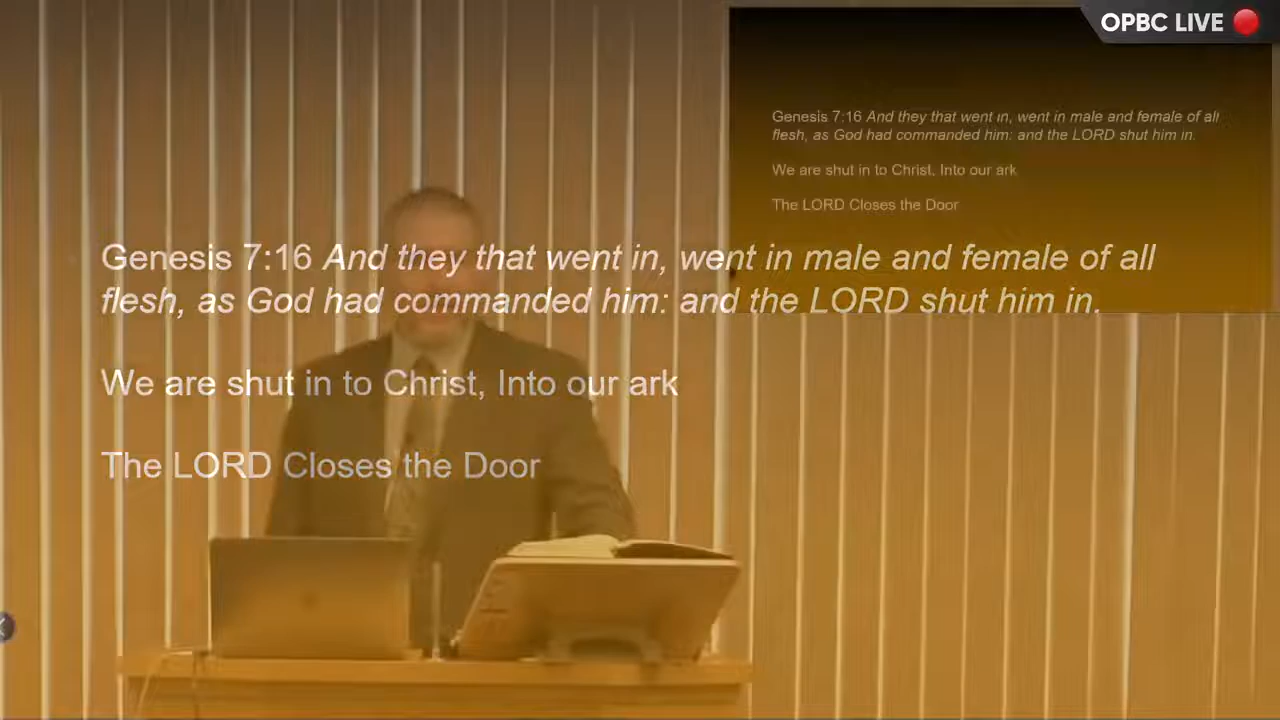 OPBC LIVE
Genesis 7:16 And they that went in, went in male and female of all
flesh, as God had commanded him: and the LORD shut him in.
We are shut in to Christ, Into our ark
The LORD Closes the Door
Genesis 7:16 And they that went in, went in male and female of all
flesh, as God had commanded him: and the LORD shut him in.
We are shut in to Christ, Into our ark
The LORD Closes the Door